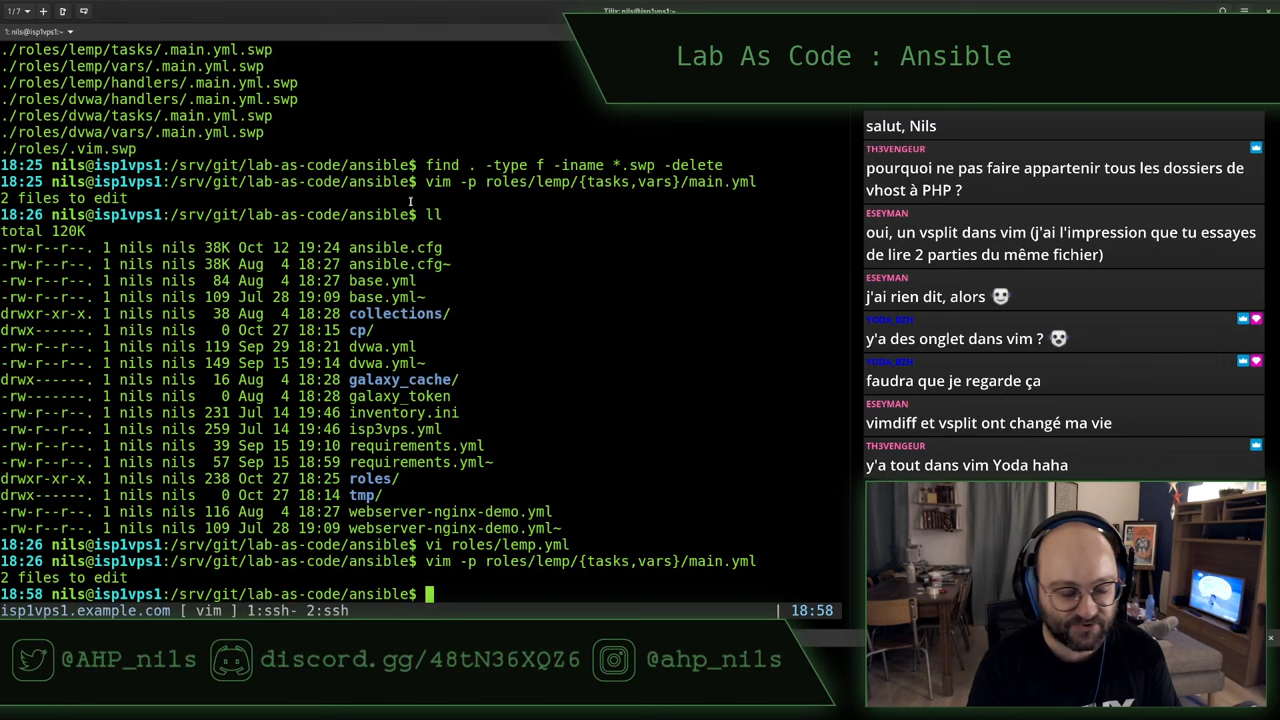 1/7
Tilix: nils@isp1vps1:~
1: nils@isp1vps1:~
./roles/lemp/tasks/.main.yml.swp
./roles/lemp/vars/.main.yml.swp
./roles/lemp/handlers/.main.yml.swp
./roles/dvwa/handlers/.main.yml.swp
./roles/dvwa/tasks/.main.yml.swp
./roles/dvwa/vars/.main.yml.swp
./roles/.vim.swp
18:25 nils@isp1vps1:/srv/git/lab-as-code/ansible$ find . -type f -iname *.swp -delete
18:25 nils@isp1vps1:/srv/git/lab-as-code/ansible$ vim -p roles/lemp/{tasks,vars}/main.yml
2 files to edit
18:26 nils@isp1vps1:/srv/git/lab-as-code/ansible$ ll
total 120K
-rw-r--r--. 1 nils nils 38K Oct 12 19:24 ansible.cfg
-rw-r--r--. 1 nils nils 38K Aug  4 18:27 ansible.cfg~
-rw-r--r--. 1 nils nils  84 Aug  4 18:27 base.yml
-rw-r--r--. 1 nils nils 109 Jul 28 19:09 base.yml~
drwxr-xr-x. 1 nils nils  38 Aug  4 18:28 collections/
drwx------. 1 nils nils   0 Oct 27 18:15 cp/
-rw-r--r--. 1 nils nils 119 Sep 29 18:21 dvwa.yml
-rw-r--r--. 1 nils nils 149 Sep 15 19:14 dvwa.yml~
drwx------. 1 nils nils  16 Aug  4 18:28 galaxy_cache/
-rw-------. 1 nils nils   0 Aug  4 18:28 galaxy_token
-rw-r--r--. 1 nils nils 231 Jul 14 19:46 inventory.ini
-rw-r--r--. 1 nils nils 259 Jul 14 19:46 isp3vps.yml
-rw-r--r--. 1 nils nils  39 Sep 15 19:10 requirements.yml
-rw-r--r--. 1 nils nils  57 Sep 15 18:59 requirements.yml~
drwxr-xr-x. 1 nils nils 238 Oct 27 18:25 roles/
drwx------. 1 nils nils   0 Oct 27 18:14 tmp/
-rw-r--r--. 1 nils nils 116 Aug  4 18:27 webserver-nginx-demo.yml
-rw-r--r--. 1 nils nils 109 Jul 28 19:09 webserver-nginx-demo.yml~
18:26 nils@isp1vps1:/srv/git/lab-as-code/ansible$ vi roles/lemp.yml
18:26 nils@isp1vps1:/srv/git/lab-as-code/ansible$ vim -p roles/lemp/{tasks,vars}/main.yml
2 files to edit
18:58 nils@isp1vps1:/srv/git/lab-as-code/ansible$
isp1vps1.example.com [ vim ] 1:ssh- 2:ssh | 18:58
Lab As Code : Ansible
salut, Nils
TH3VENGEUR
pourquoi ne pas faire appartenir tous les dossiers de
vhost à PHP ?
ESEYMAN
oui, un vsplit dans vim (j'ai l'impression que tu essayes
de lire 2 parties du même fichier)
ESEYMAN
j'ai rien dit, alors
YODA_BZH
y'a des onglet dans vim ?
YODA_BZH
faudra que je regarde ça
ESEYMAN
vimdiff et vsplit ont changé ma vie
TH3VENGEUR
y'a tout dans vim Yoda haha
@AHP_nils
discord.gg/48tN36XQZ6
@ahp_nils